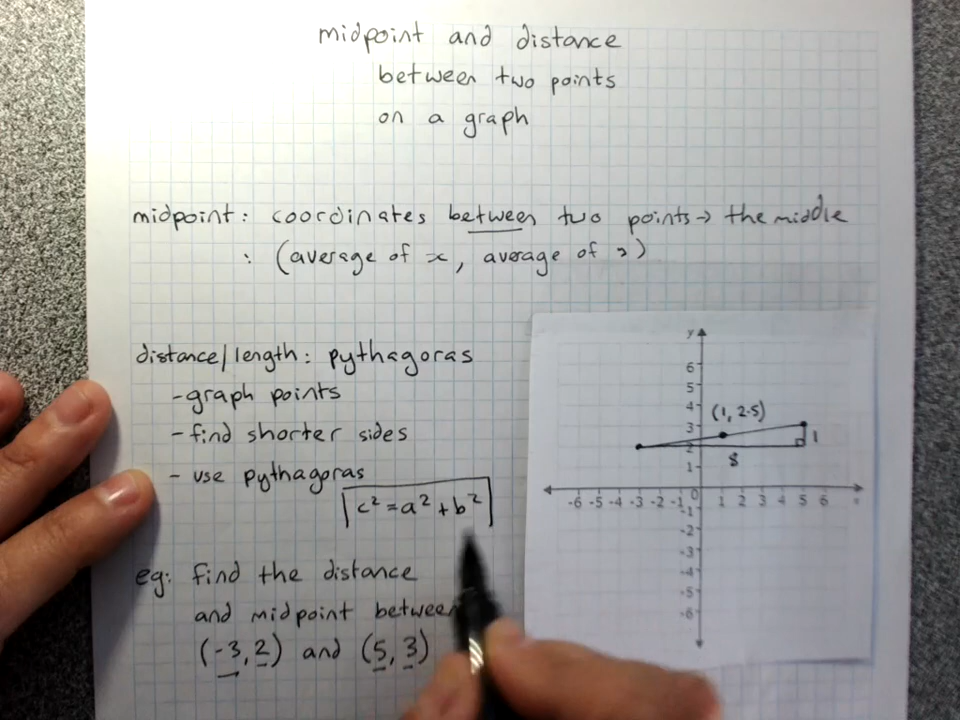 midpoint and distance
between two points
on a graph
midpoint: coordinates between two points → the middle
: (average of x, average of y)
distance/length: pythagoras
- graph points
- find shorter sides
- use pythagoras
c² = a² + b²
eg: find the distance
and midpoint between
(-3, 2) and (5, 3)
y
6
5
4
(1, 2.5)
3
1
2
8
1
0
-6 -5 -4 -3 -2 -1 1 2 3 4 5 6 x
-1
-2
-3
-4
-5
-6